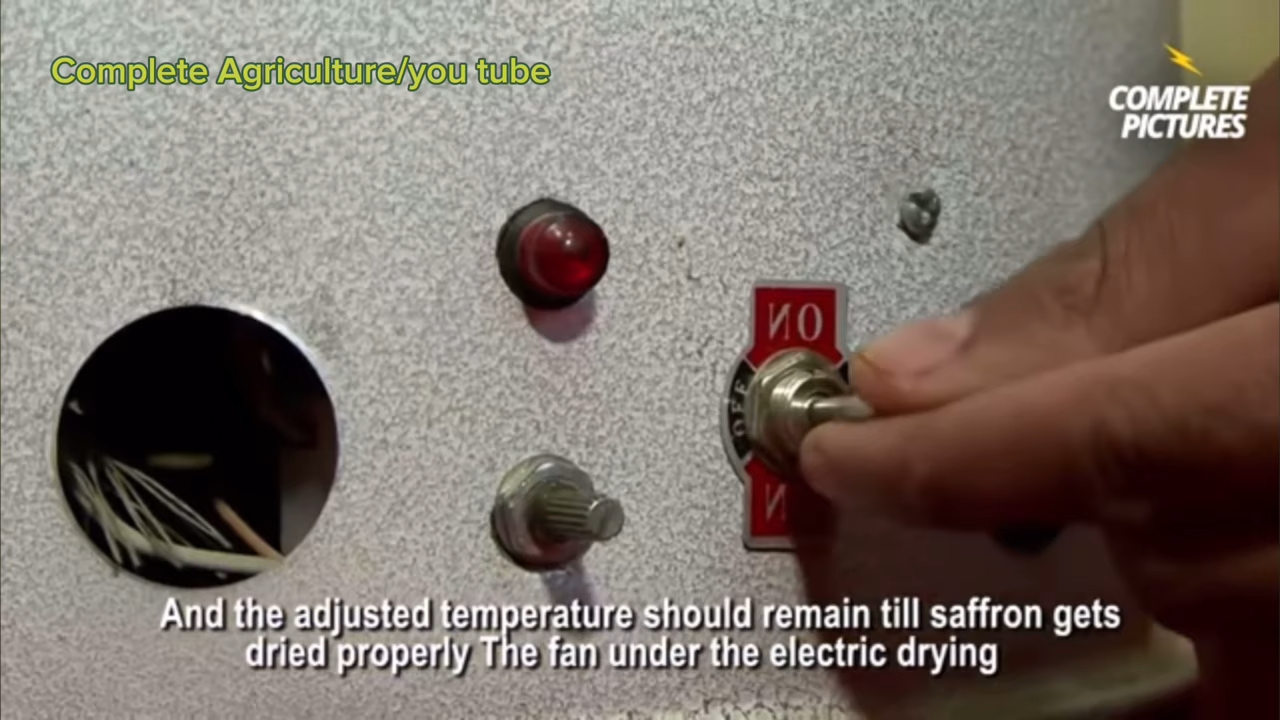 Complete Agriculture/you tube
COMPLETE
PICTURES
ON
OFF
And the adjusted temperature should remain till saffron gets
dried properly The fan under the electric drying